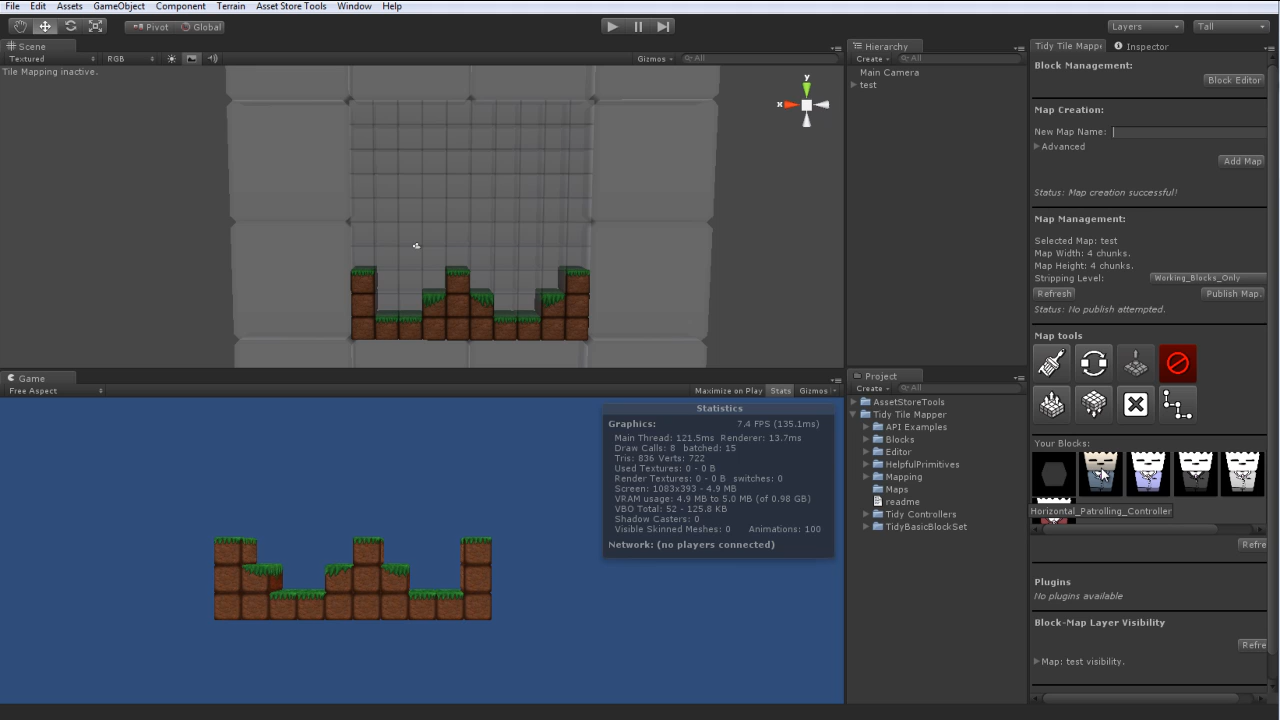 File Edit Assets GameObject Component Terrain Asset Store Tools Window Help
Pivot Global Layers Tall
Scene
Textured RGB Gizmos All
Tile Mapping inactive.
y
x
Game
Free Aspect Maximize on Play Stats Gizmos
Statistics
Graphics: 7.4 FPS (135.1ms)
Main Thread: 121.5ms Renderer: 13.7ms
Draw Calls: 8 batched: 15
Tris: 836 Verts: 722
Used Textures: 0 - 0 B
Render Textures: 0 - 0 B switches: 0
Screen: 1083x393 - 4.9 MB
VRAM usage: 4.9 MB to 5.0 MB (of 0.98 GB)
VBO Total: 52 - 125.8 KB
Shadow Casters: 0
Visible Skinned Meshes: 0 Animations: 100
Network: (no players connected)
Hierarchy
Create All
Main Camera
test
Project
Create All
AssetStoreTools
Tidy Tile Mapper
API Examples
Blocks
Editor
HelpfulPrimitives
Mapping
Maps
readme
Tidy Controllers
TidyBasicBlockSet
Tidy Tile Mappe Inspector
Block Management:
Block Editor
Map Creation:
New Map Name:
Advanced
Add Map
Status: Map creation successful!
Map Management:
Selected Map: test
Map Width: 4 chunks.
Map Height: 4 chunks.
Stripping Level: Working_Blocks_Only
Refresh Publish Map.
Status: No publish attempted.
Map tools
Your Blocks:
Horizontal_Patrolling_Controller
Refre
Plugins
No plugins available
Block-Map Layer Visibility
Refre
Map: test visibility.